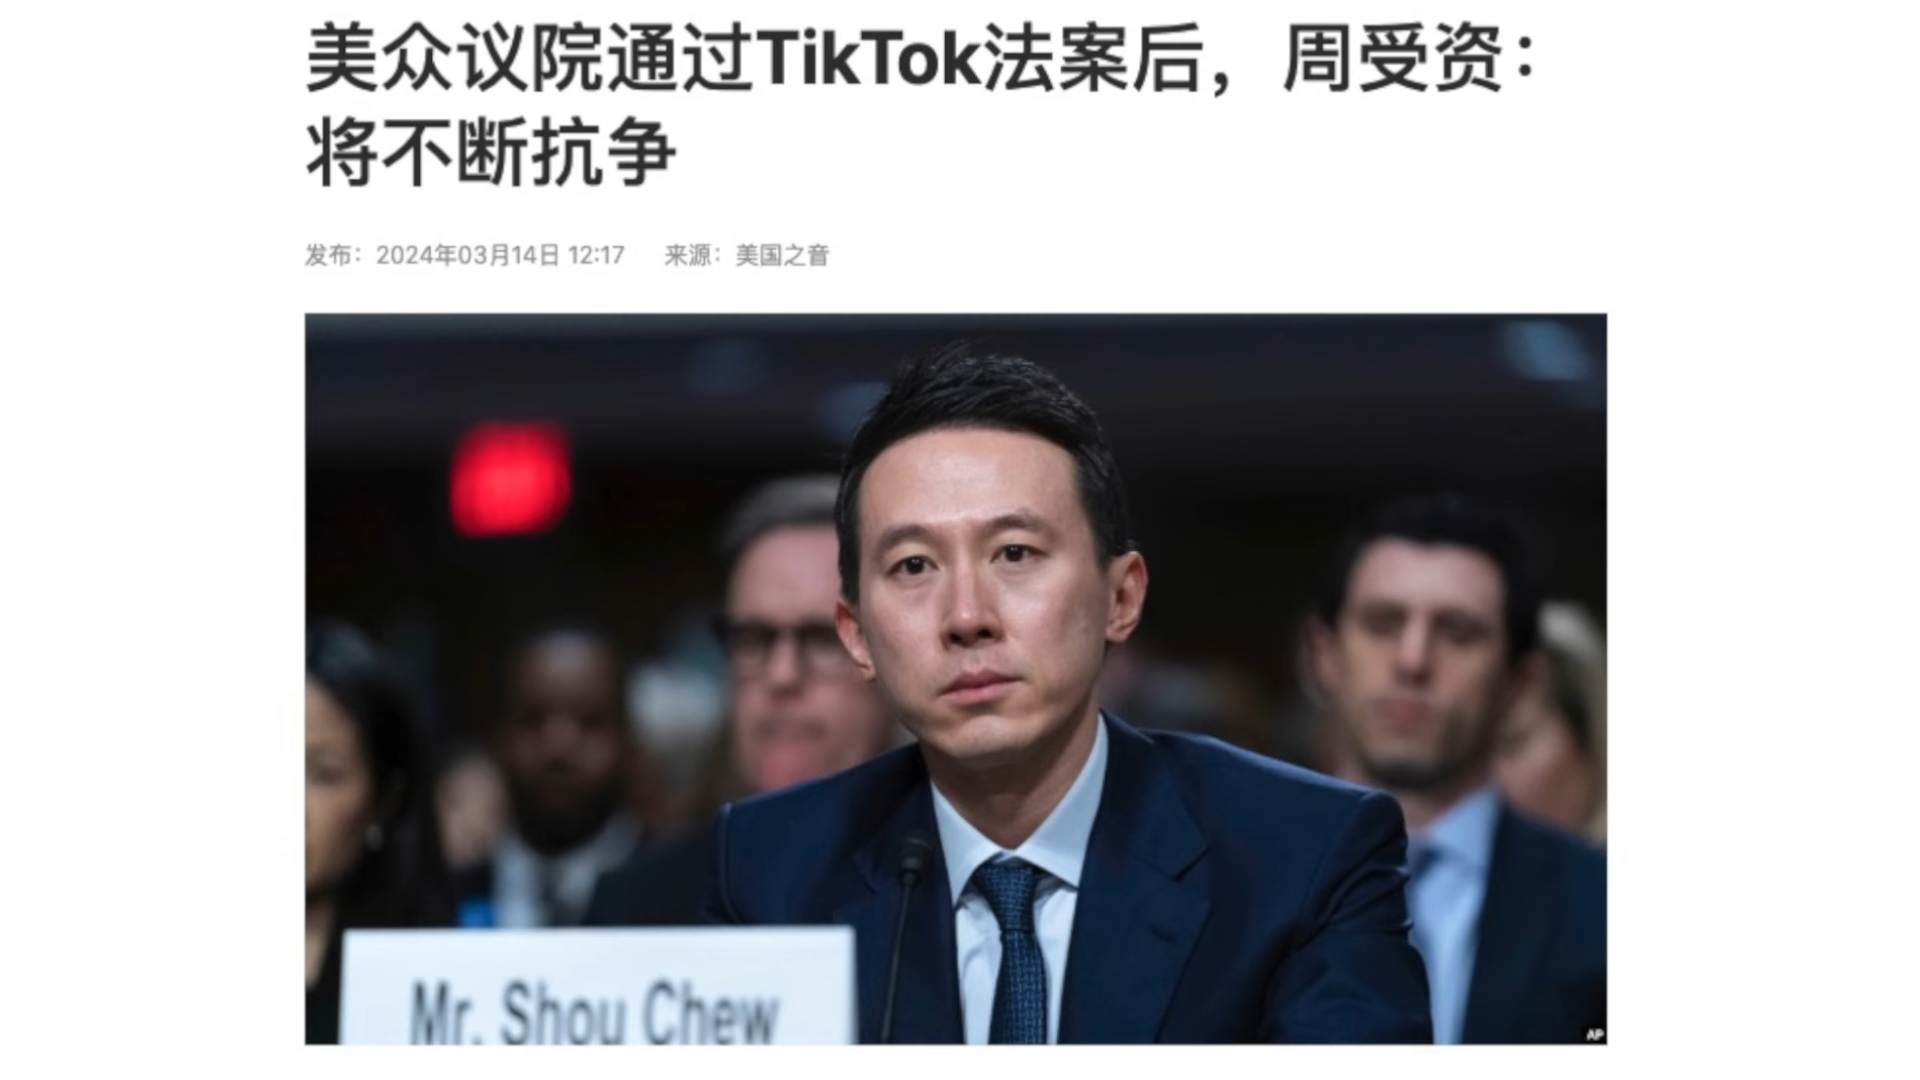 美众议院通过TikTok法案后，周受资：
将不断抗争
发布：2024年03月14日 12:17 来源：美国之音
Mr. Shou Chew
AP